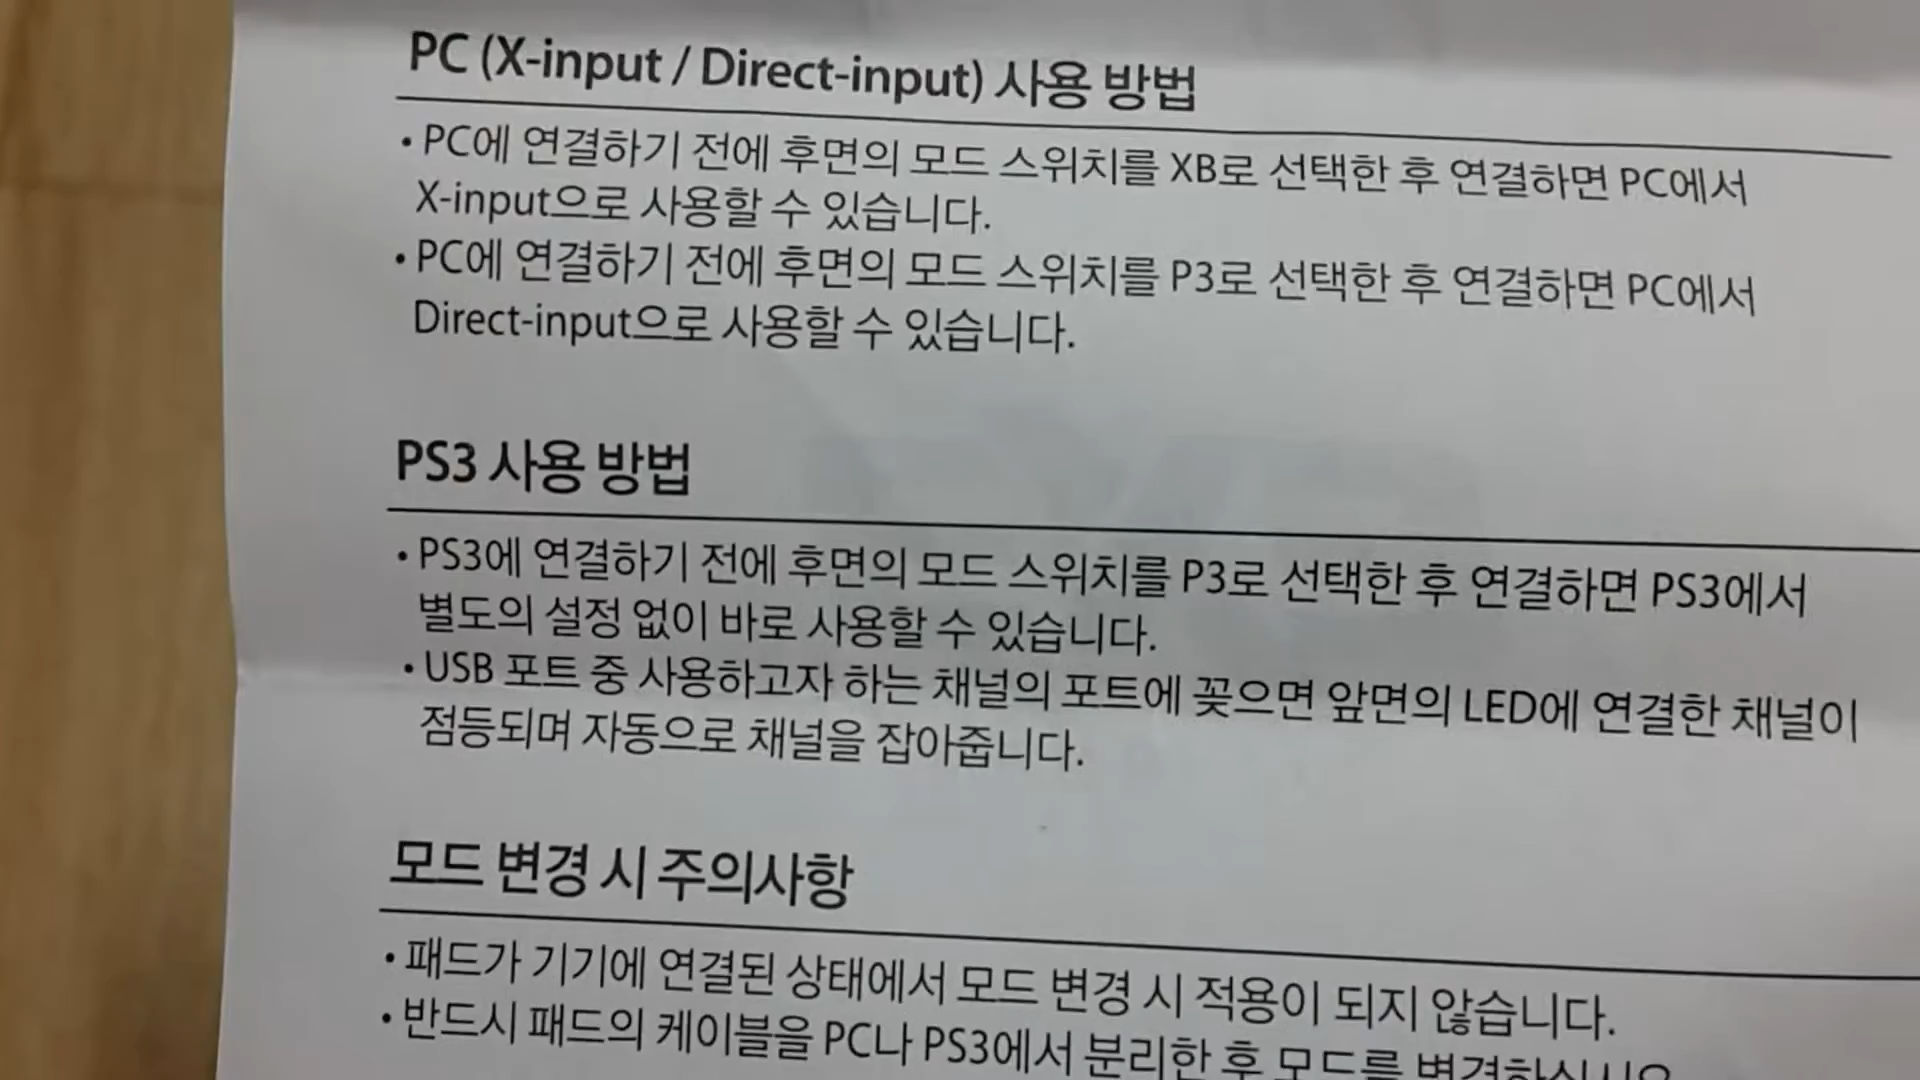 PC (X-input / Direct-input) 사용 방법
• PC에 연결하기 전에 후면의 모드 스위치를 XB로 선택한 후 연결하면 PC에서
X-input으로 사용할 수 있습니다.
• PC에 연결하기 전에 후면의 모드 스위치를 P3로 선택한 후 연결하면 PC에서
Direct-input으로 사용할 수 있습니다.
PS3 사용 방법
• PS3에 연결하기 전에 후면의 모드 스위치를 P3로 선택한 후 연결하면 PS3에서
별도의 설정 없이 바로 사용할 수 있습니다.
• USB 포트 중 사용하고자 하는 채널의 포트에 꽂으면 앞면의 LED에 연결한 채널이
점등되며 자동으로 채널을 잡아줍니다.
모드 변경 시 주의사항
• 패드가 기기에 연결된 상태에서 모드 변경 시 적용이 되지 않습니다.
• 반드시 패드의 케이블을 PC나 PS3에서 분리한 후 모드를 변경하십시오